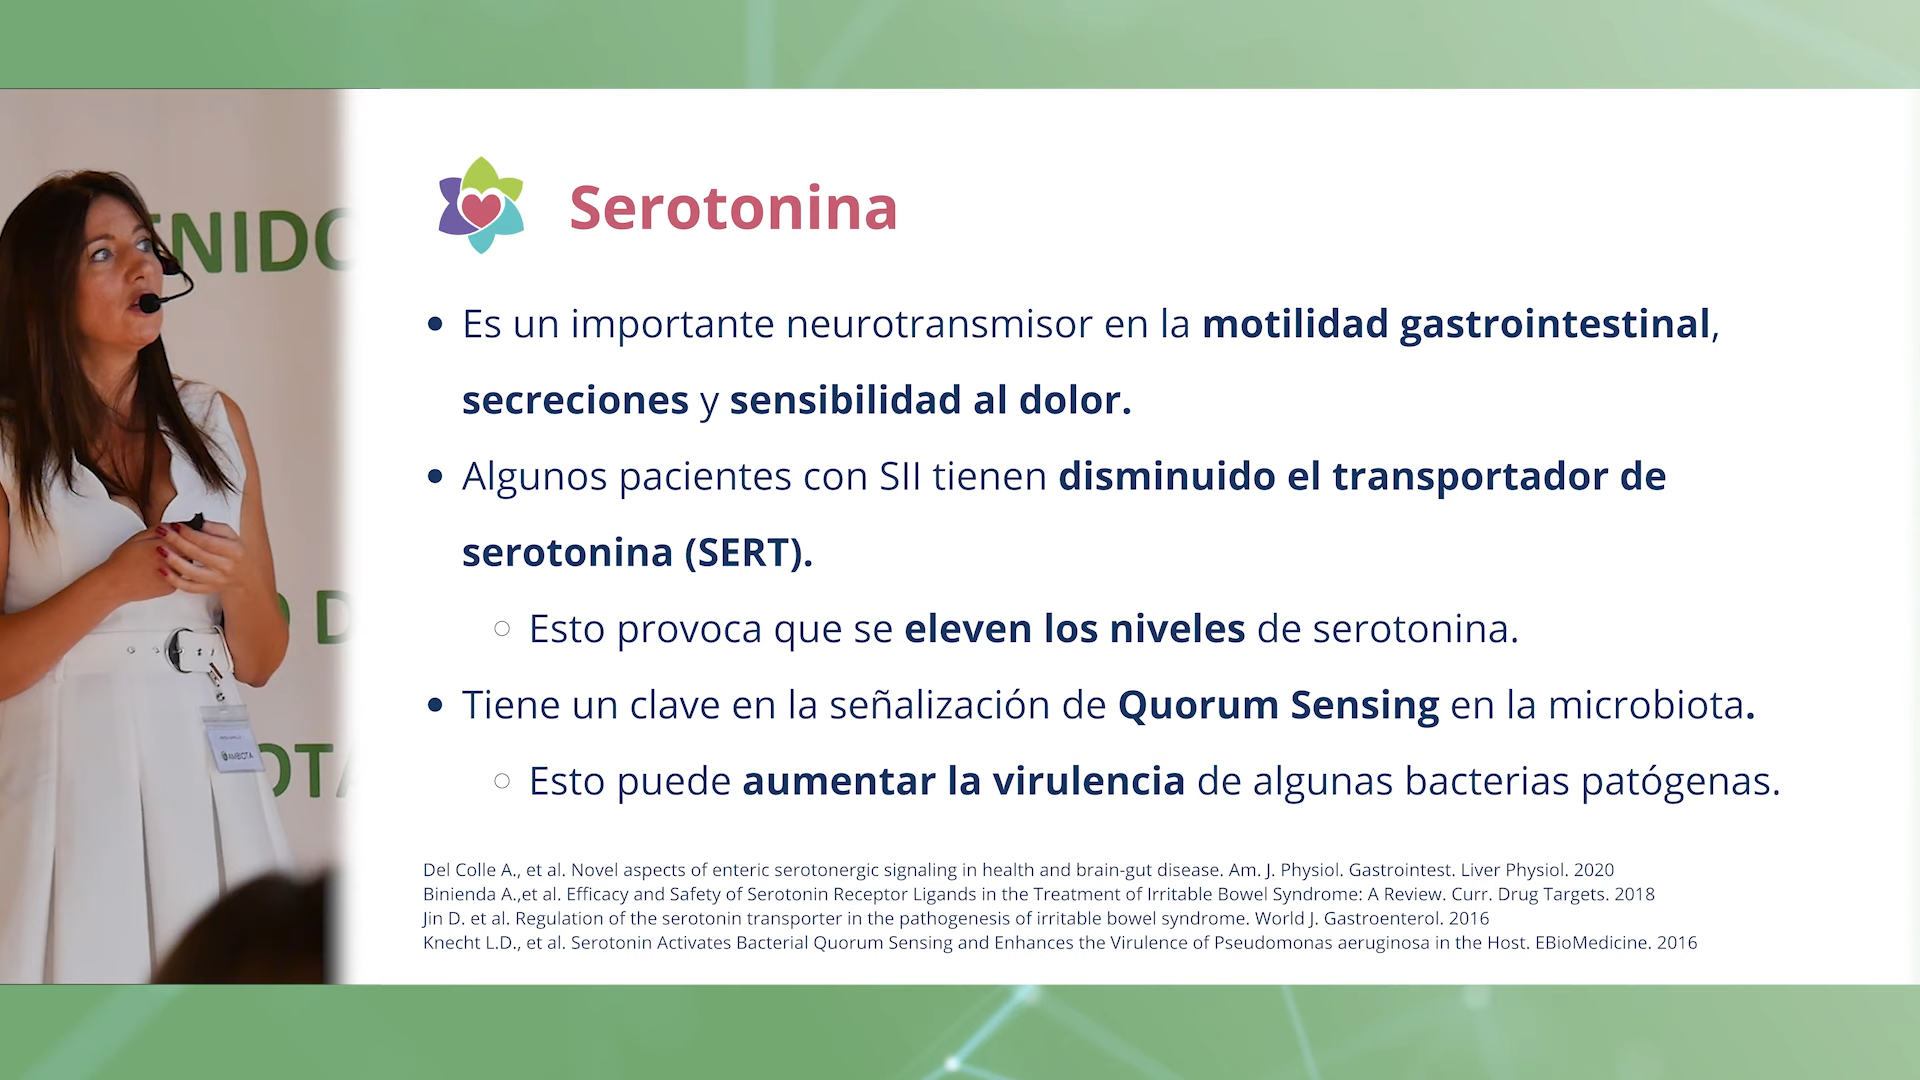 Serotonina
Es un importante neurotransmisor en la motilidad gastrointestinal,
secreciones y sensibilidad al dolor.
Algunos pacientes con SII tienen disminuido el transportador de
serotonina (SERT).
Esto provoca que se eleven los niveles de serotonina.
Tiene un clave en la señalización de Quorum Sensing en la microbiota.
Esto puede aumentar la virulencia de algunas bacterias patógenas.
Del Colle A., et al. Novel aspects of enteric serotonergic signaling in health and brain-gut disease. Am. J. Physiol. Gastrointest. Liver Physiol. 2020
Binienda A.,et al. Efficacy and Safety of Serotonin Receptor Ligands in the Treatment of Irritable Bowel Syndrome: A Review. Curr. Drug Targets. 2018
Jin D. et al. Regulation of the serotonin transporter in the pathogenesis of irritable bowel syndrome. World J. Gastroenterol. 2016
Knecht L.D., et al. Serotonin Activates Bacterial Quorum Sensing and Enhances the Virulence of Pseudomonas aeruginosa in the Host. EBioMedicine. 2016